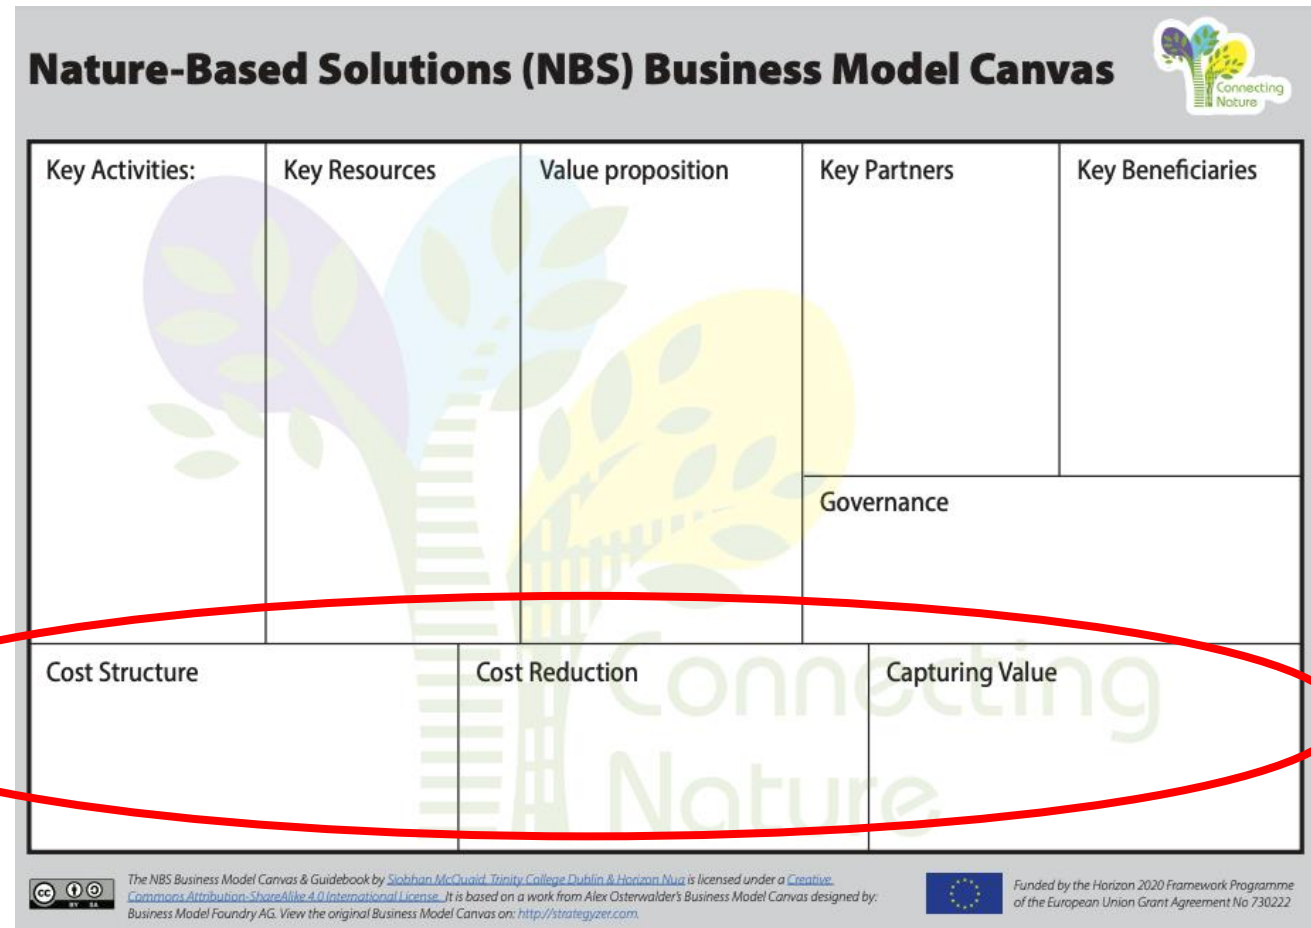 Nature-Based Solutions (NBS) Business Model Canvas
Connecting
Nature
Key Activities:
Key Resources
Value proposition
Key Partners
Key Beneficiaries
Governance
Cost Structure
Cost Reduction
Capturing Value
Connecting
Nature
cc
BY SA
The NBS Business Model Canvas & Guidebook by Siobhan McQuaid, Trinity College Dublin & Horizon Nua is licensed under a Creative
Commons Attribution-ShareAlike 4.0 International License. It is based on a work from Alex Osterwalder's Business Model Canvas designed by:
Business Model Foundry AG. View the original Business Model Canvas on: http://strategyzer.com.
Funded by the Horizon 2020 Framework Programme
of the European Union Grant Agreement No 730222